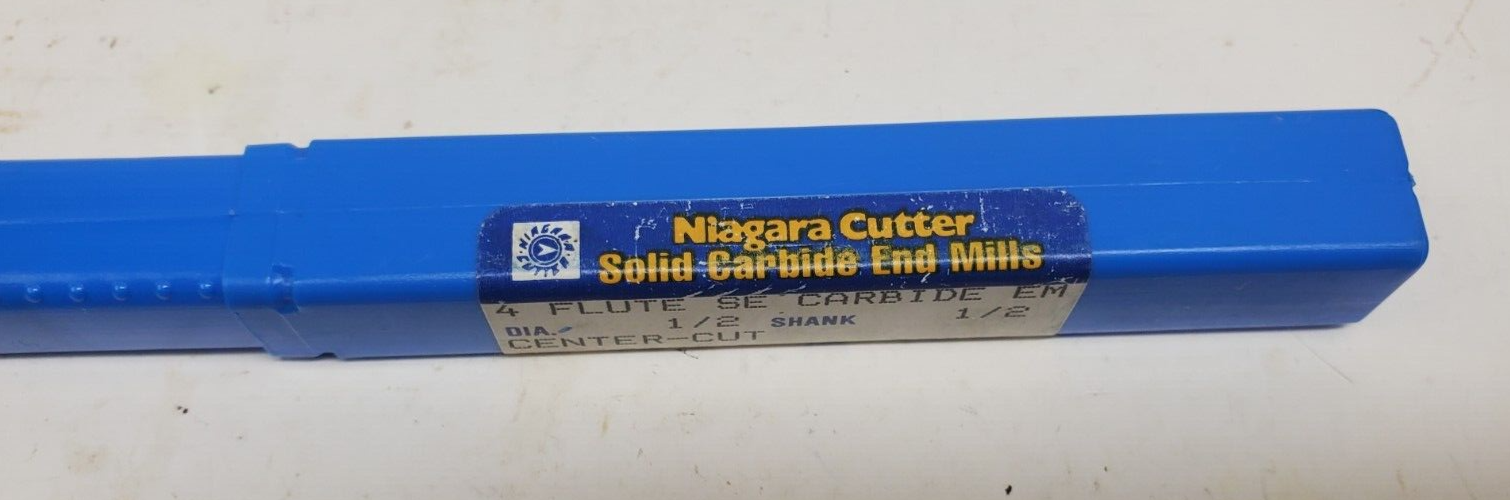 Niagara Cutter
Solid Carbide End Mills
4 FLUTE SE CARBIDE EM
DIA. 1/2 SHANK 1/2
CENTER-CUT
NIAGARA